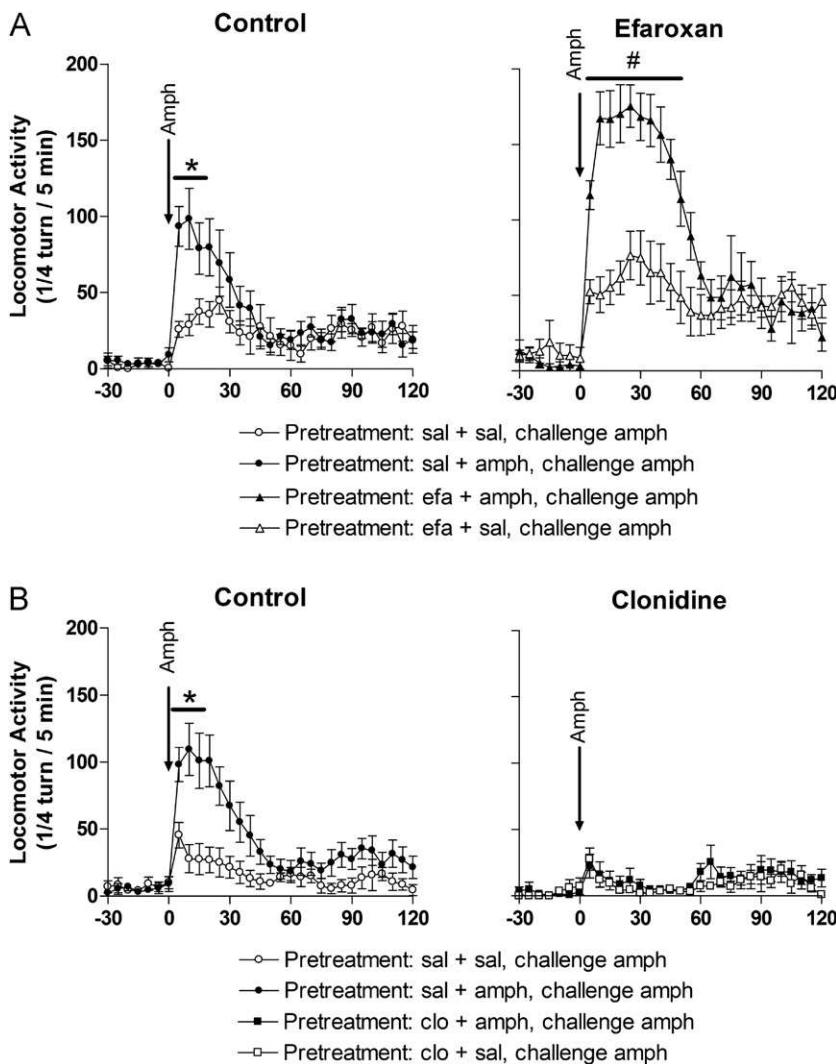 A
Control
Efaroxan
Locomotor Activity
(1/4 turn / 5 min)
200
150
100
50
0
Amph
*
-30 0 30 60 90 120
Amph
#
-30 0 30 60 90 120
Pretreatment: sal + sal, challenge amph
Pretreatment: sal + amph, challenge amph
Pretreatment: efa + amph, challenge amph
Pretreatment: efa + sal, challenge amph
B
Control
Clonidine
Locomotor Activity
(1/4 turn / 5 min)
200
150
100
50
0
Amph
*
-30 0 30 60 90 120
Amph
-30 0 30 60 90 120
Pretreatment: sal + sal, challenge amph
Pretreatment: sal + amph, challenge amph
Pretreatment: clo + amph, challenge amph
Pretreatment: clo + sal, challenge amph